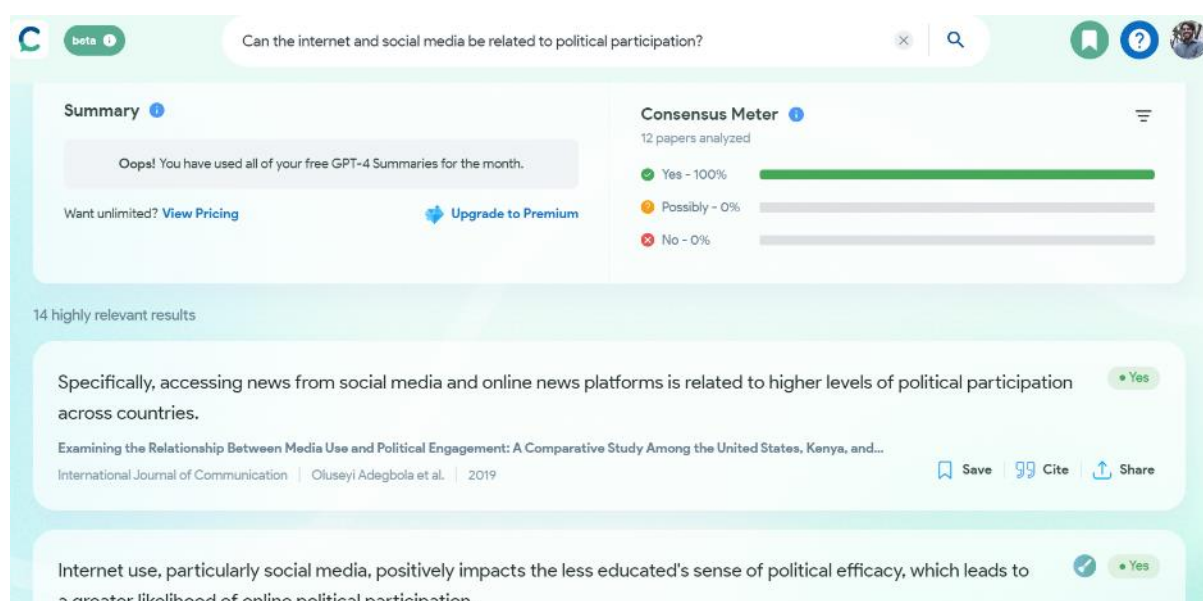 beta
Can the internet and social media be related to political participation?
Summary
Oops! You have used all of your free GPT-4 Summaries for the month.
Want unlimited? View Pricing
Upgrade to Premium
Consensus Meter
12 papers analyzed
Yes - 100%
Possibly - 0%
No - 0%
14 highly relevant results
Specifically, accessing news from social media and online news platforms is related to higher levels of political participation
across countries.
Yes
Examining the Relationship Between Media Use and Political Engagement: A Comparative Study Among the United States, Kenya, and...
International Journal of Communication | Oluseyi Adegbola et al. | 2019
Save
Cite
Share
Internet use, particularly social media, positively impacts the less educated's sense of political efficacy, which leads to
Yes
a greater likelihood of online political participation